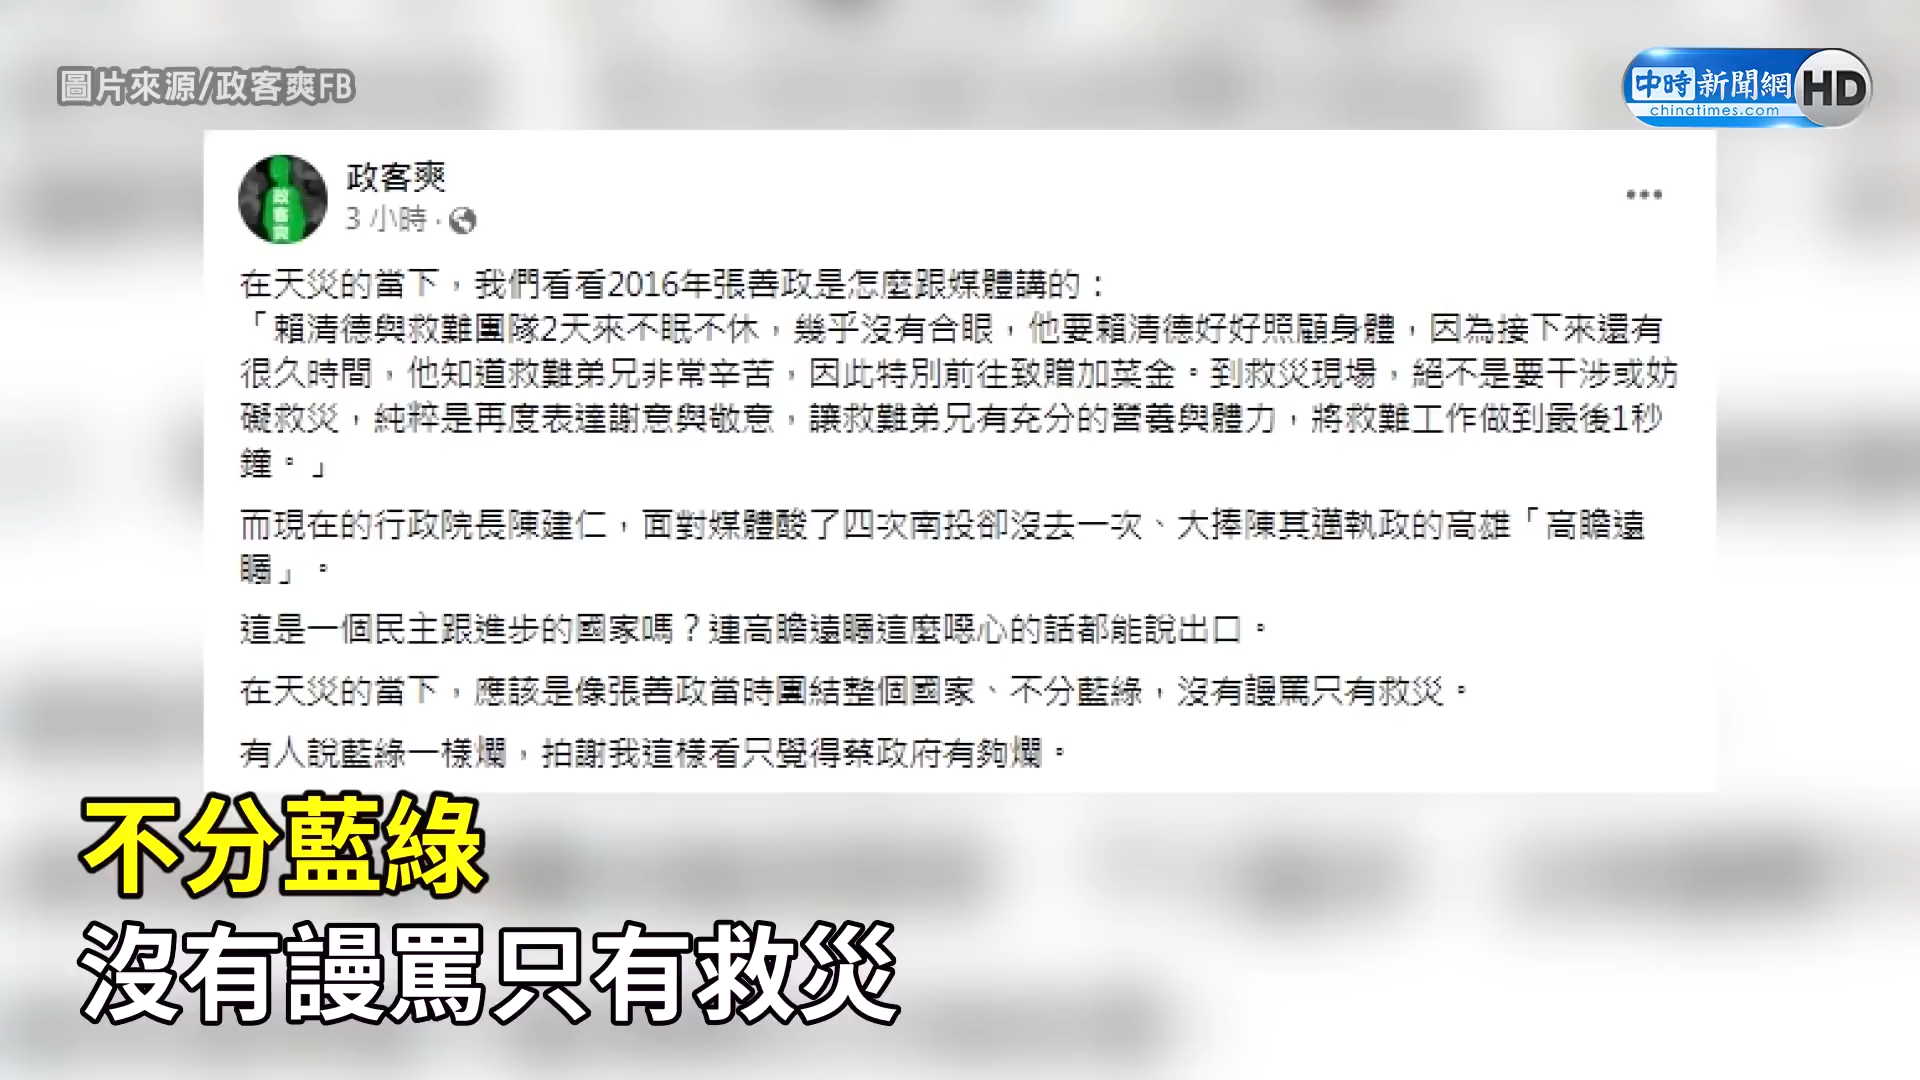 圖片來源/政客爽FB
中時新聞網HD
chinatimes.com
政客爽
政客爽
3 小時 ·
在天災的當下，我們看看2016年張善政是怎麼跟媒體講的：
「賴清德與救難團隊2天來不眠不休，幾乎沒有合眼，他要賴清德好好照顧身體，因為接下來還有
很久時間，他知道救難弟兄非常辛苦，因此特別前往致贈加菜金。到救災現場，絕不是要干涉或妨
礙救災，純粹是再度表達謝意與敬意，讓救難弟兄有充分的營養與體力，將救難工作做到最後1秒
鐘。」
而現在的行政院長陳建仁，面對媒體酸了四次南投卻沒去一次、大捧陳其邁執政的高雄「高瞻遠
矚」。
這是一個民主跟進步的國家嗎？連高瞻遠矚這麼噁心的話都能說出口。
在天災的當下，應該是像張善政當時團結整個國家、不分藍綠，沒有謾罵只有救災。
有人說藍綠一樣爛，拍謝我這樣看只覺得蔡政府有夠爛。
不分藍綠
沒有謾罵只有救災